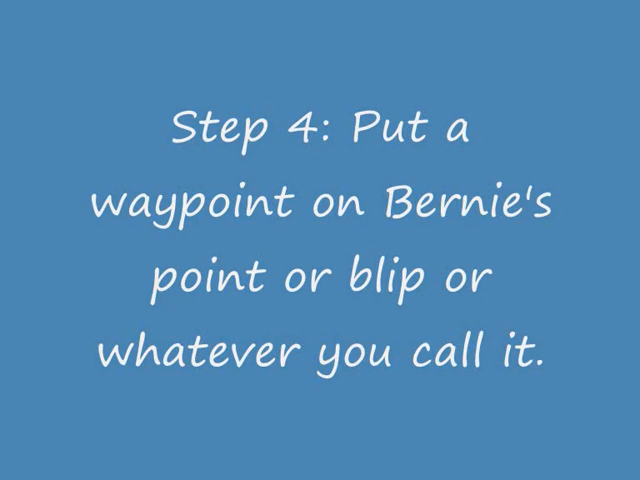 Step 4: Put a
waypoint on Bernie's
point or blip or
whatever you call it.